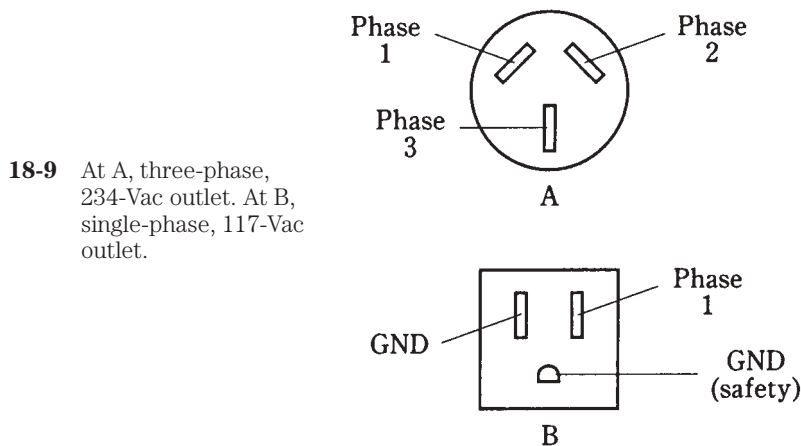 Phase
1
Phase
2
Phase
3
A
18-9 At A, three-phase,
234-Vac outlet. At B,
single-phase, 117-Vac
outlet.
Phase
1
GND
GND
(safety)
B